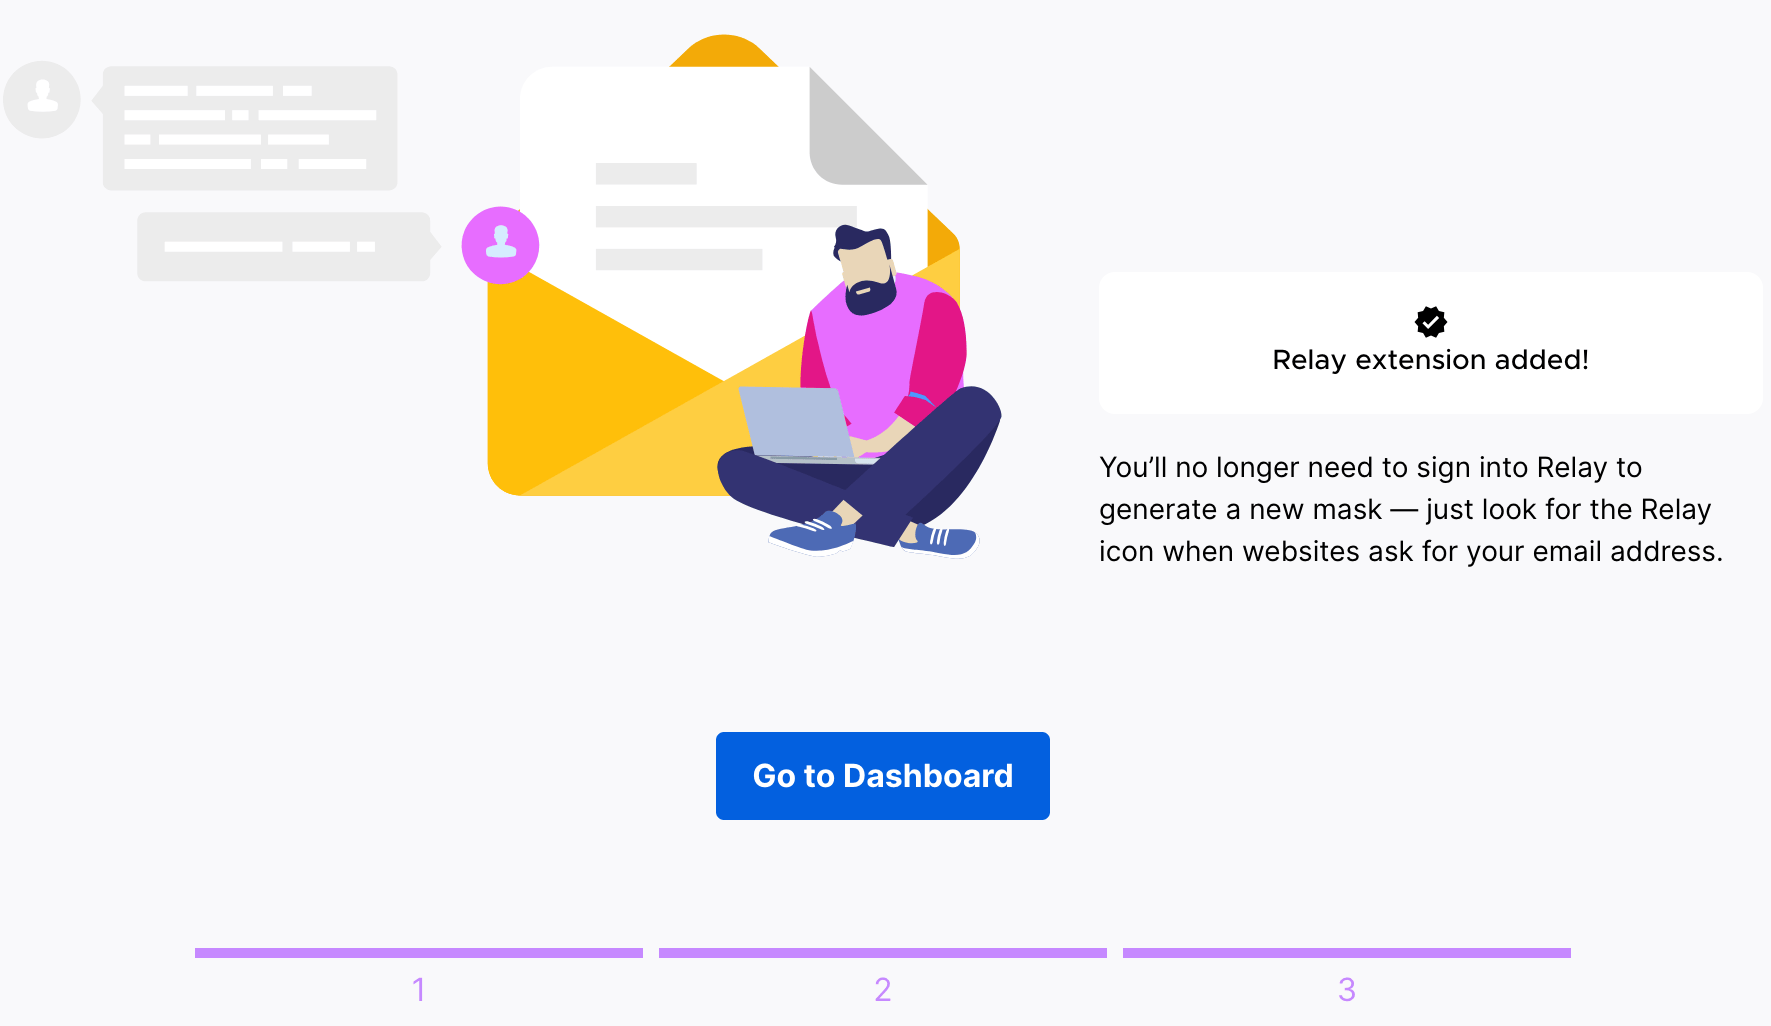 Relay extension added!
You’ll no longer need to sign into Relay to
generate a new mask — just look for the Relay
icon when websites ask for your email address.
Go to Dashboard
1
2
3